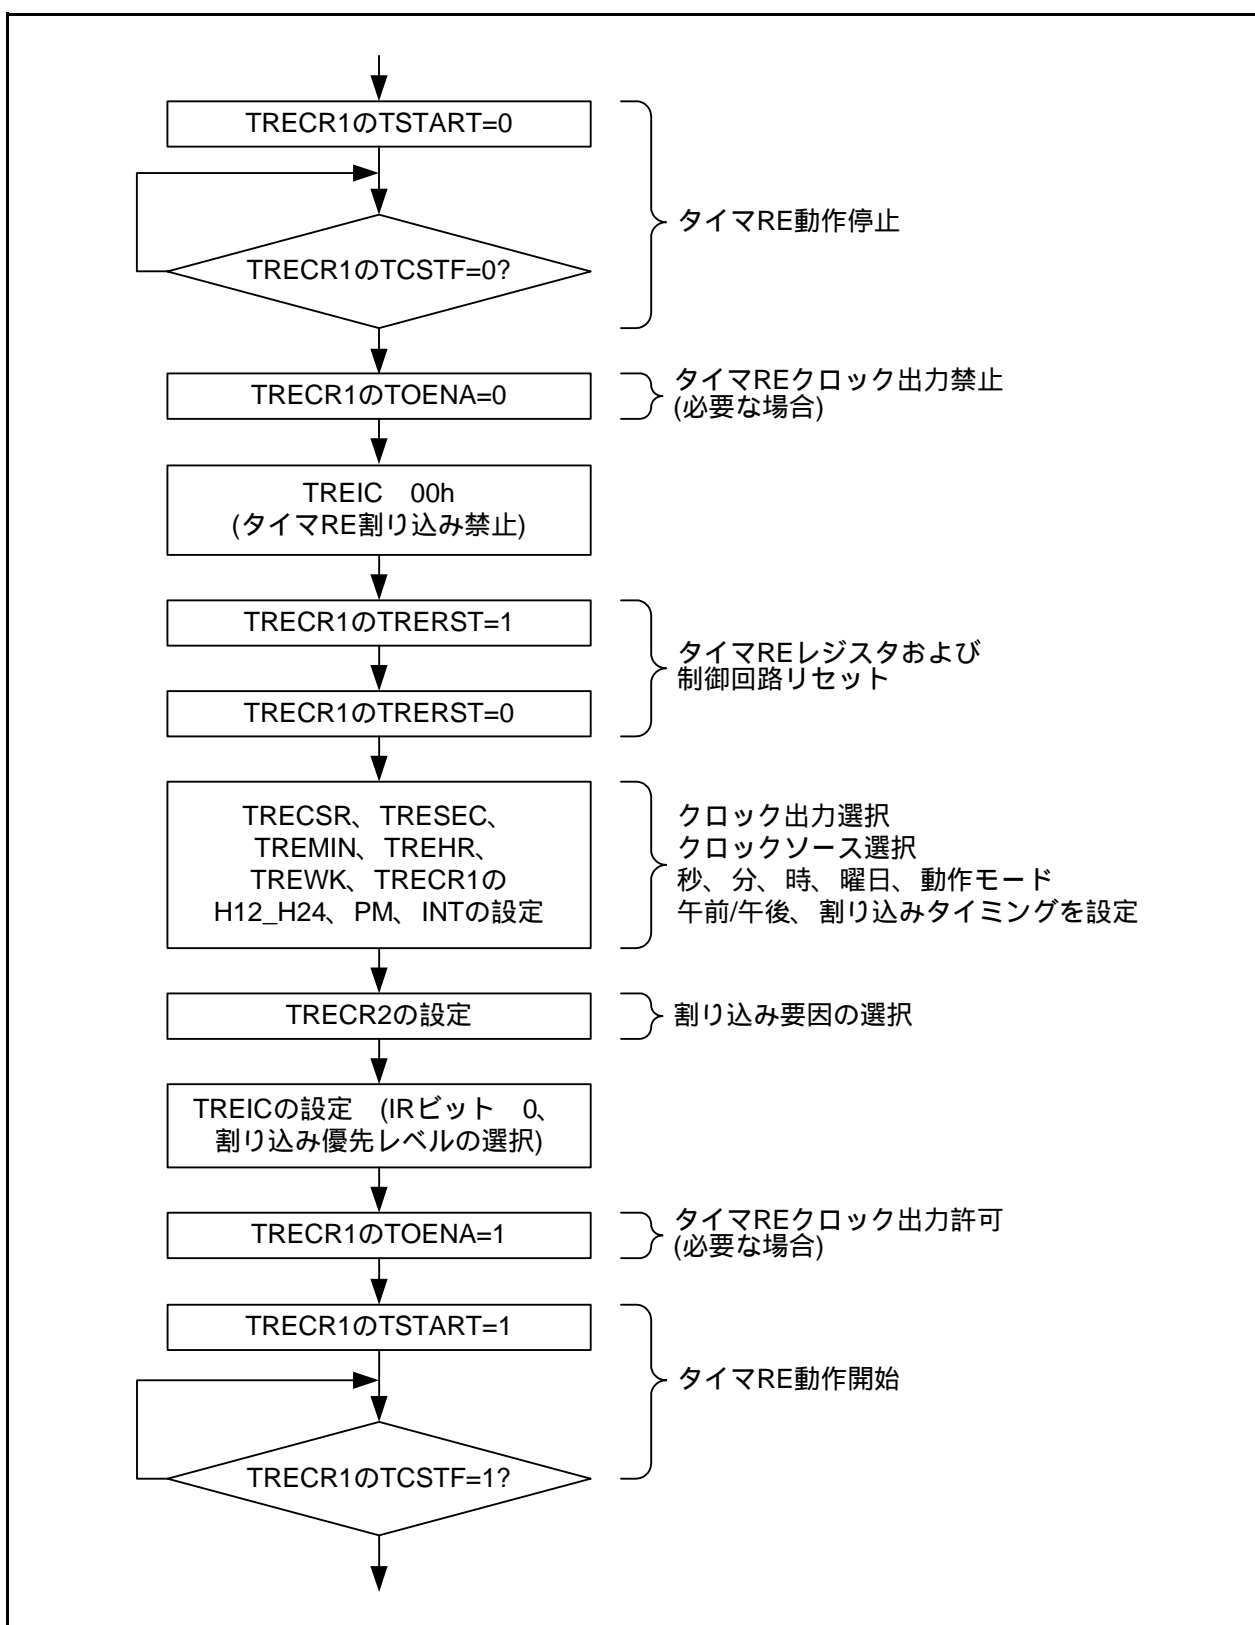 TRECR1のTSTART=0
タイマRE動作停止
TRECR1のTCSTF=0?
タイマREクロック出力禁止
(必要な場合)
TRECR1のTOENA=0
TREIC 00h
(タイマRE割り込み禁止)
TRECR1のTRERST=1
タイマREレジスタおよび
制御回路リセット
TRECR1のTRERST=0
TRECSR、TRESEC、
TREMIN、TREHR、
TREWK、TRECR1の
H12_H24、PM、INTの設定
クロック出力選択
クロックソース選択
秒、分、時、曜日、動作モード
午前/午後、割り込みタイミングを設定
TRECR2の設定
割り込み要因の選択
TREICの設定 (IRビット 0、
割り込み優先レベルの選択)
TRECR1のTOENA=1
タイマREクロック出力許可
(必要な場合)
TRECR1のTSTART=1
タイマRE動作開始
TRECR1のTCSTF=1?